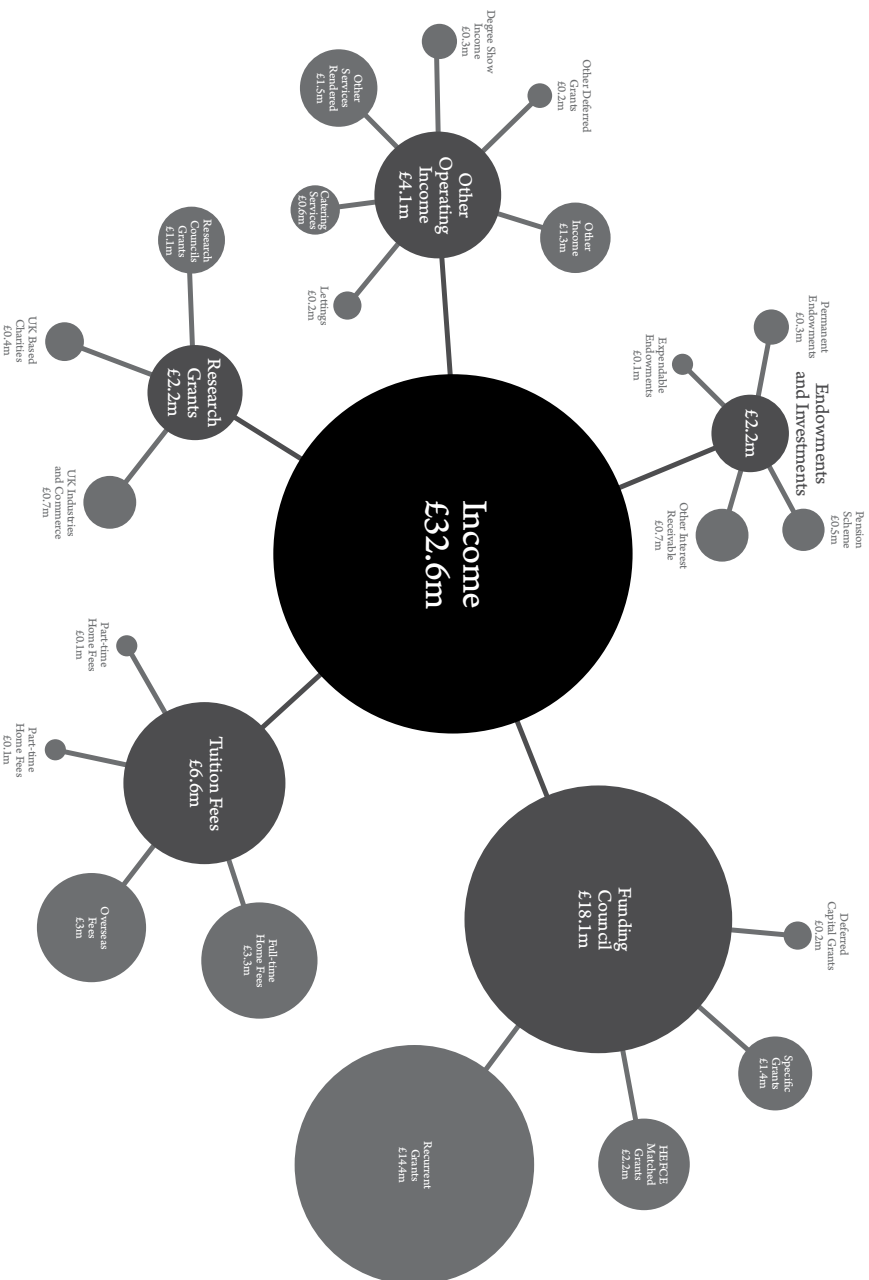 Income
£32.6m
Other
Operating
Income
£4.1m
Degree Show
Income
£0.3m
Other Deferred
Grants
£0.2m
Other
Services
Rendered
£1.5m
Other
Income
£1.3m
Catering
Services
£0.6m
Lettings
£0.2m
Endowments
and Investments
£2.2m
Permanent
Endowments
£0.3m
Expendable
Endowments
£0.1m
Pension
Scheme
£0.5m
Other Interest
Receivable
£0.7m
Research
Grants
£2.2m
Research
Councils
Grants
£1.1m
UK Based
Charities
£0.4m
UK Industries
and Commerce
£0.7m
Tuition Fees
£6.6m
Part-time
Home Fees
£0.1m
Part-time
Home Fees
£0.1m
Overseas
Fees
£3m
Full-time
Home Fees
£3.3m
Funding
Council
£18.1m
Deferred
Capital Grants
£0.2m
Specific
Grants
£1.4m
HEFCE
Matched
Grants
£2.2m
Recurrent
Grants
£14.4m